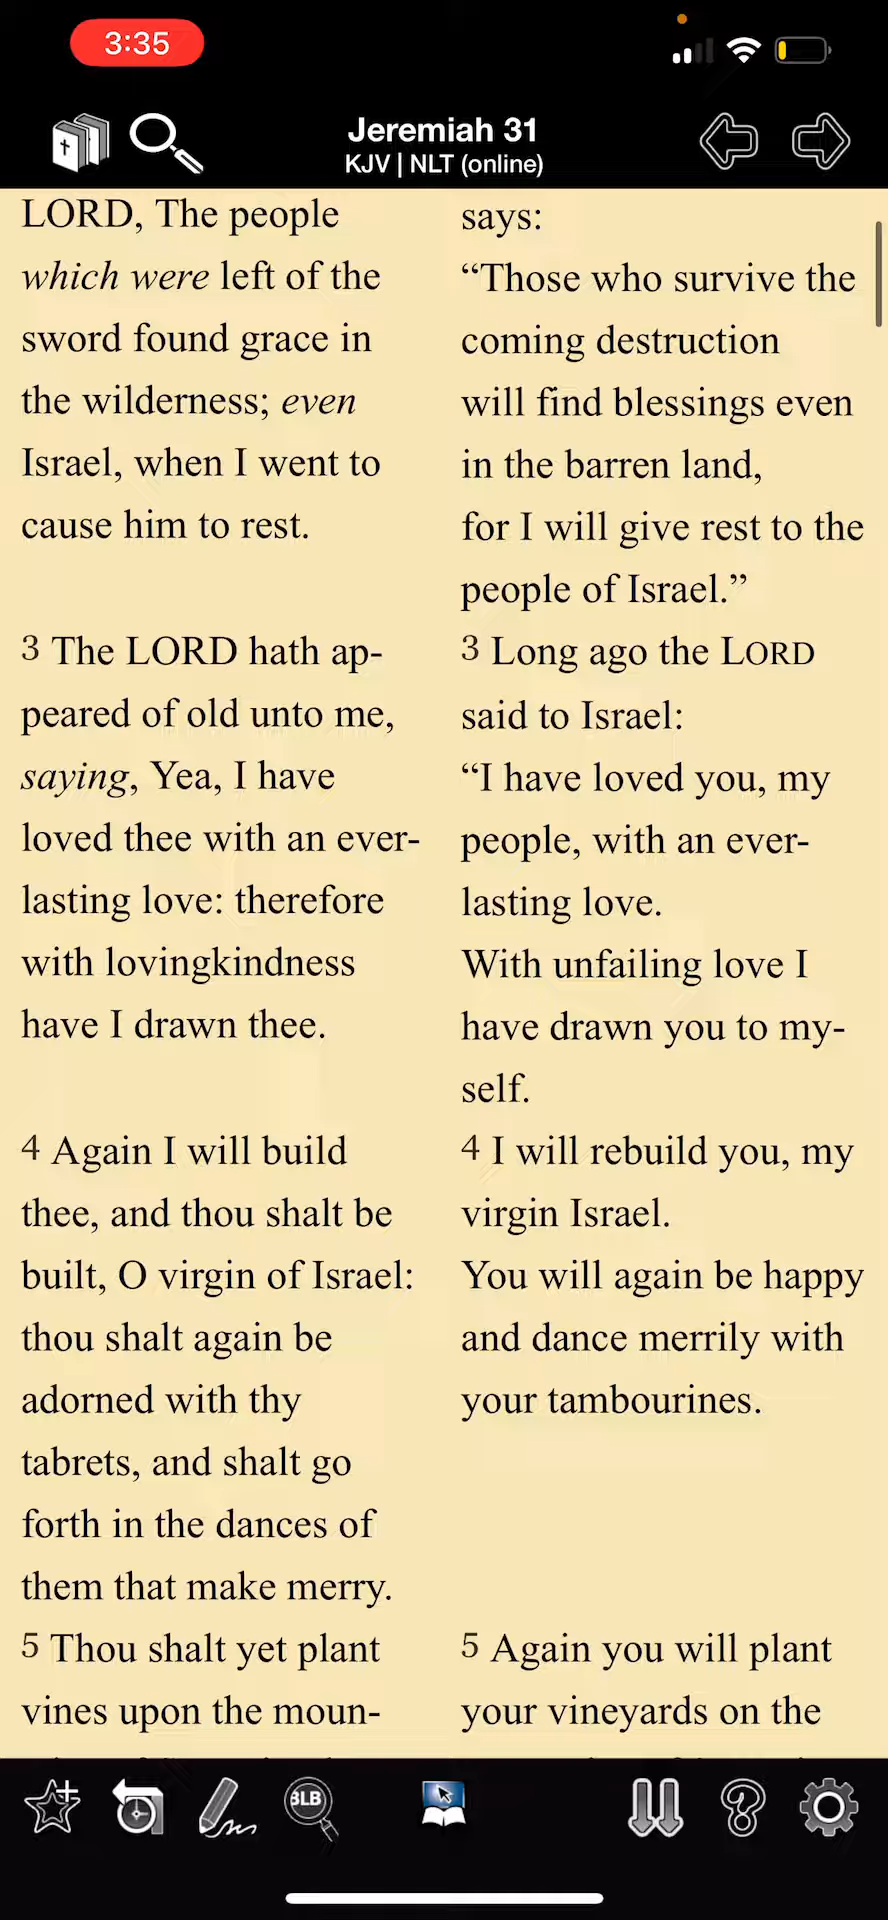 3:35
Jeremiah 31
KJV | NLT (online)
LORD, The people
which were left of the
sword found grace in
the wilderness; even
Israel, when I went to
cause him to rest.
3 The LORD hath ap-
peared of old unto me,
saying, Yea, I have
loved thee with an ever-
lasting love: therefore
with lovingkindness
have I drawn thee.
4 Again I will build
thee, and thou shalt be
built, O virgin of Israel:
thou shalt again be
adorned with thy
tabrets, and shalt go
forth in the dances of
them that make merry.
5 Thou shalt yet plant
vines upon the moun-
says:
“Those who survive the
coming destruction
will find blessings even
in the barren land,
for I will give rest to the
people of Israel.”
3 Long ago the LORD
said to Israel:
“I have loved you, my
people, with an ever-
lasting love.
With unfailing love I
have drawn you to my-
self.
4 I will rebuild you, my
virgin Israel.
You will again be happy
and dance merrily with
your tambourines.
5 Again you will plant
your vineyards on the
BLB